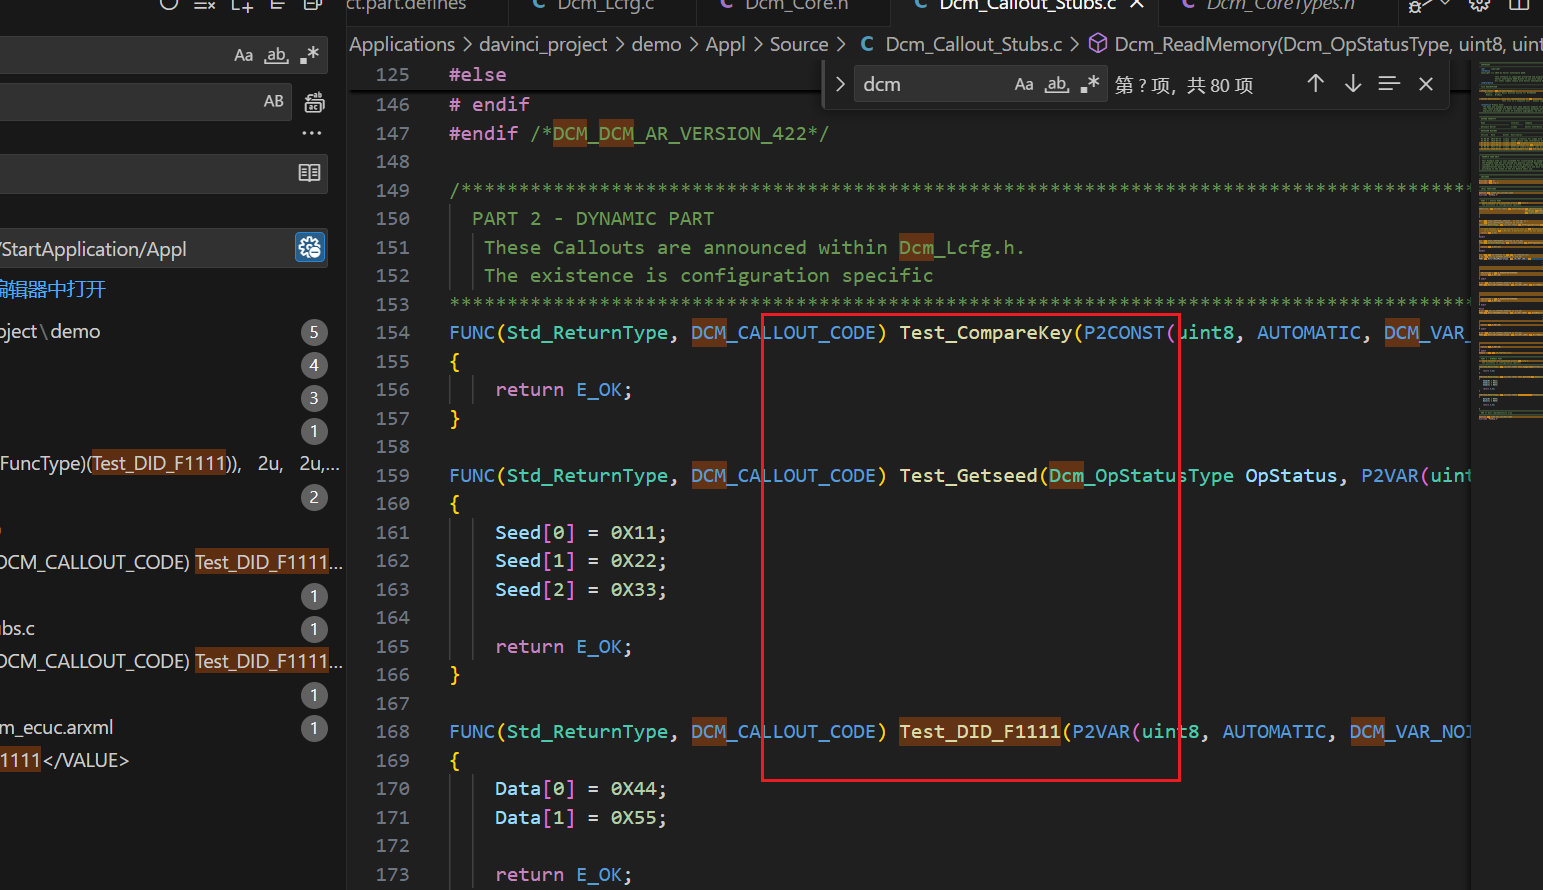 ct.part.defines
C Dcm_Lcfg.c
C Dcm_Core.h
C Dcm_Callout_Stubs.c ×
C Dcm_CoreTypes.h
Applications > davinci_project > demo > Appl > Source > C Dcm_Callout_Stubs.c > Dcm_ReadMemory(Dcm_OpStatusType, uint8, uint
dcm Aa ab .* 第 ? 项，共 80 项
Aa ab .*
AB
...
/StartApplication/Appl
编辑器中打开
oject\demo 5
4
3
1
FuncType)(Test_DID_F1111)), 2u, 2u,...
2
DCM_CALLOUT_CODE) Test_DID_F1111...
1
ubs.c 1
DCM_CALLOUT_CODE) Test_DID_F1111...
1
m_ecuc.arxml 1
1111</VALUE>
125 #else
146 # endif
147 #endif /*DCM_DCM_AR_VERSION_422*/
148
149 /****************************************************************************************
150 PART 2 - DYNAMIC PART
151 These Callouts are announced within Dcm_Lcfg.h.
152 The existence is configuration specific
153 *****************************************************************************************
154 FUNC(Std_ReturnType, DCM_CALLOUT_CODE) Test_CompareKey(P2CONST(uint8, AUTOMATIC, DCM_VAR_
155 {
156 return E_OK;
157 }
158
159 FUNC(Std_ReturnType, DCM_CALLOUT_CODE) Test_Getseed(Dcm_OpStatusType OpStatus, P2VAR(uint
160 {
161 Seed[0] = 0X11;
162 Seed[1] = 0X22;
163 Seed[2] = 0X33;
164
165 return E_OK;
166 }
167
168 FUNC(Std_ReturnType, DCM_CALLOUT_CODE) Test_DID_F1111(P2VAR(uint8, AUTOMATIC, DCM_VAR_NOI
169 {
170 Data[0] = 0X44;
171 Data[1] = 0X55;
172
173 return E_OK;